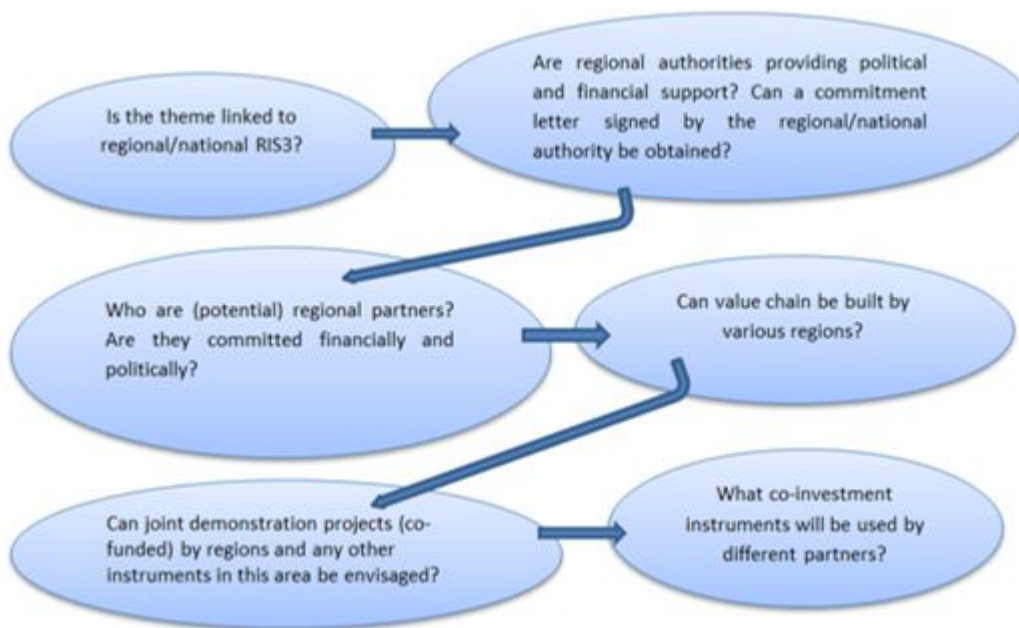 Is the theme linked to
regional/national RIS3?
Are regional authorities providing political
and financial support? Can a commitment
letter signed by the regional/national
authority be obtained?
Who are (potential) regional partners?
Are they committed financially and
politically?
Can value chain be built by
various regions?
Can joint demonstration projects (co-
funded) by regions and any other
instruments in this area be envisaged?
What co-investment
instruments will be used by
different partners?